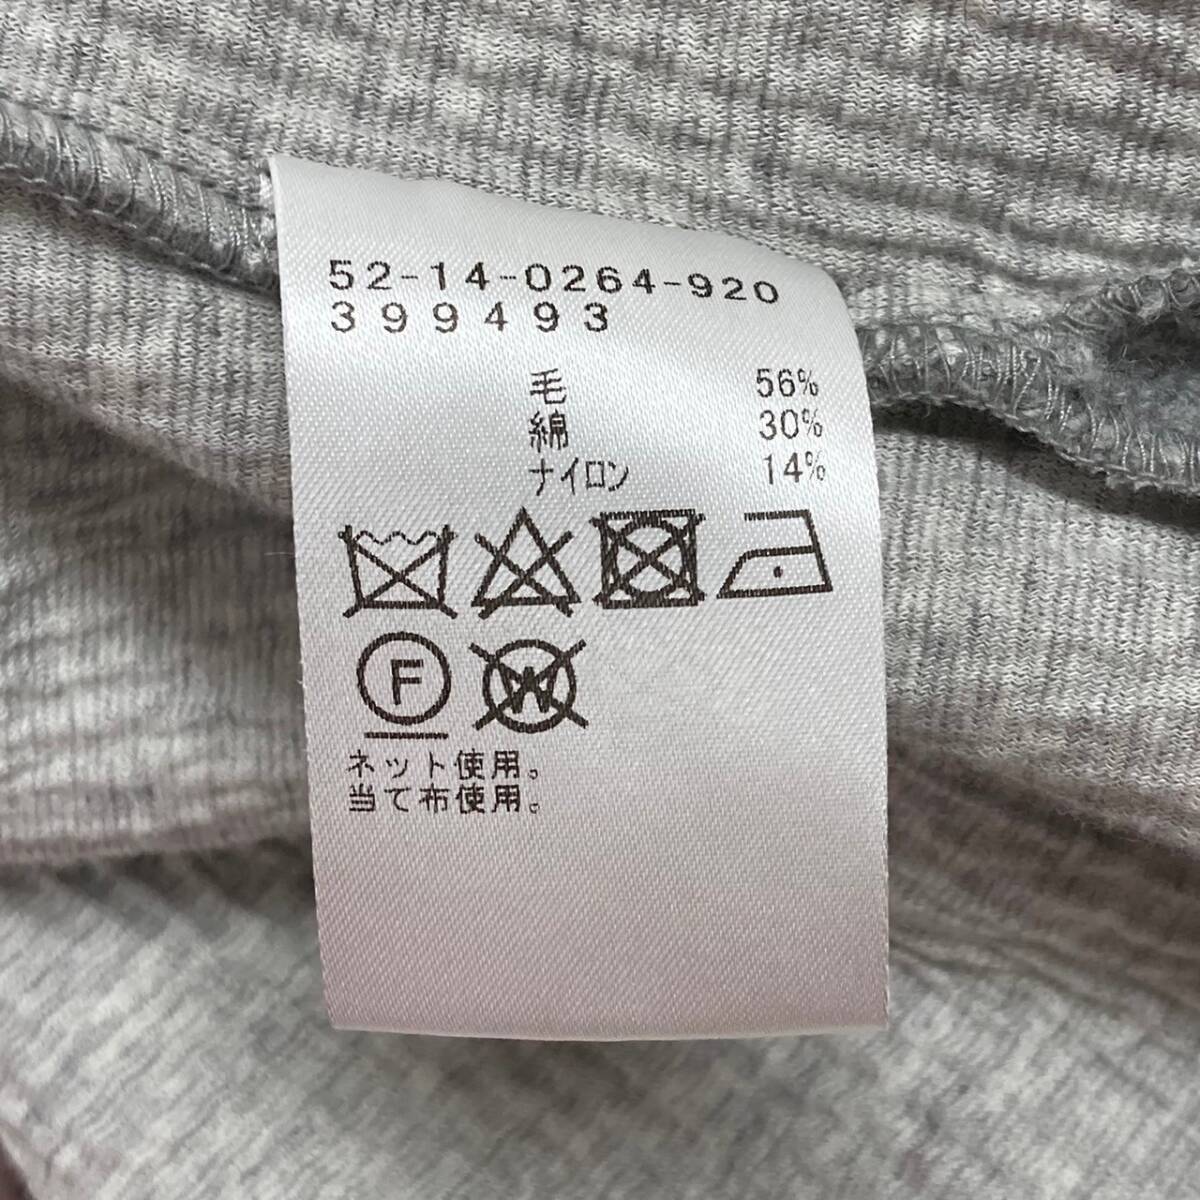 52-14-0264-920
399493
毛 56%
綿 30%
ナイロン 14%
F W
ネット使用。
当て布使用。